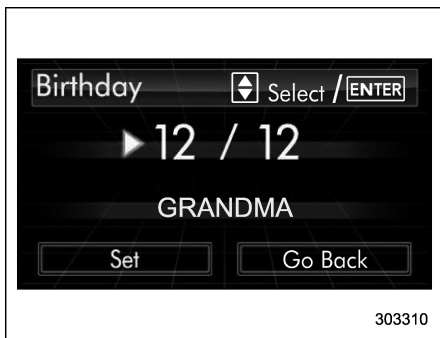 Birthday Select / ENTER
12 / 12
GRANDMA
Set Go Back
303310